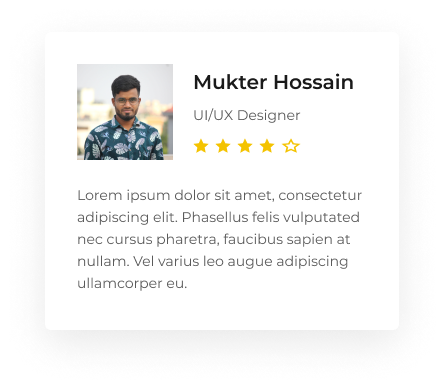 Mukter Hossain
UI/UX Designer
Lorem ipsum dolor sit amet, consectetur
adipiscing elit. Phasellus felis vulputated
nec cursus pharetra, faucibus sapien at
nullam. Vel varius leo augue adipiscing
ullamcorper eu.